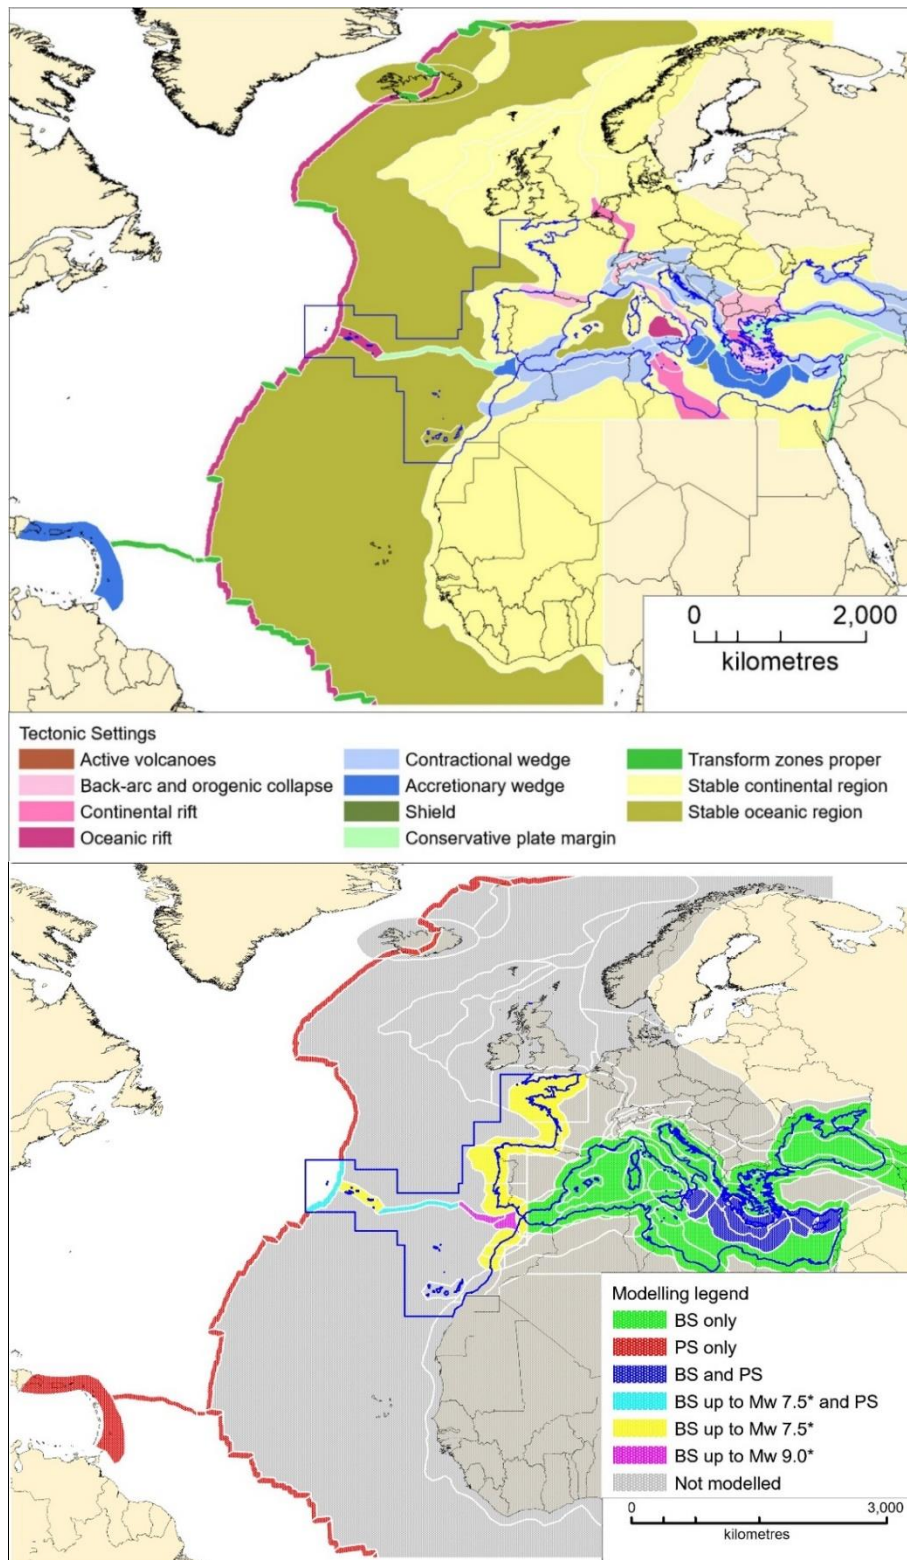 0 2,000
kilometres
Tectonic Settings
Active volcanoes
Back-arc and orogenic collapse
Continental rift
Oceanic rift
Contractional wedge
Accretionary wedge
Shield
Conservative plate margin
Transform zones proper
Stable continental region
Stable oceanic region
Modelling legend
BS only
PS only
BS and PS
BS up to Mw 7.5* and PS
BS up to Mw 7.5*
BS up to Mw 9.0*
Not modelled
0 3,000
kilometres